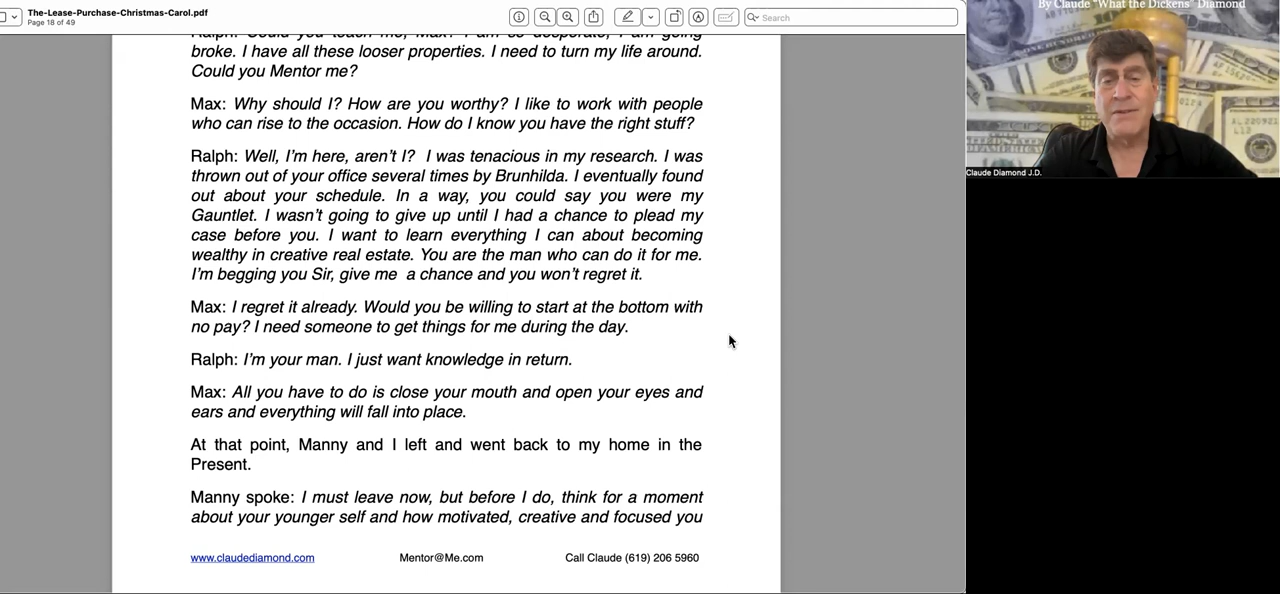 The-Lease-Purchase-Christmas-Carol.pdf
Page 18 of 49
Search
By Claude "What the Dickens" Diamond
Ralph: Could you teach me, Max? I am so desperate, I am going
broke. I have all these looser properties. I need to turn my life around.
Could you Mentor me?
Max: Why should I? How are you worthy? I like to work with people
who can rise to the occasion. How do I know you have the right stuff?
Ralph: Well, I'm here, aren't I? I was tenacious in my research. I was
thrown out of your office several times by Brunhilda. I eventually found
out about your schedule. In a way, you could say you were my
Gauntlet. I wasn't going to give up until I had a chance to plead my
case before you. I want to learn everything I can about becoming
wealthy in creative real estate. You are the man who can do it for me.
I'm begging you Sir, give me a chance and you won't regret it.
Max: I regret it already. Would you be willing to start at the bottom with
no pay? I need someone to get things for me during the day.
Ralph: I'm your man. I just want knowledge in return.
Max: All you have to do is close your mouth and open your eyes and
ears and everything will fall into place.
At that point, Manny and I left and went back to my home in the
Present.
Manny spoke: I must leave now, but before I do, think for a moment
about your younger self and how motivated, creative and focused you
www.claudediamond.com Mentor@Me.com Call Claude (619) 206 5960
Claude Diamond J.D.